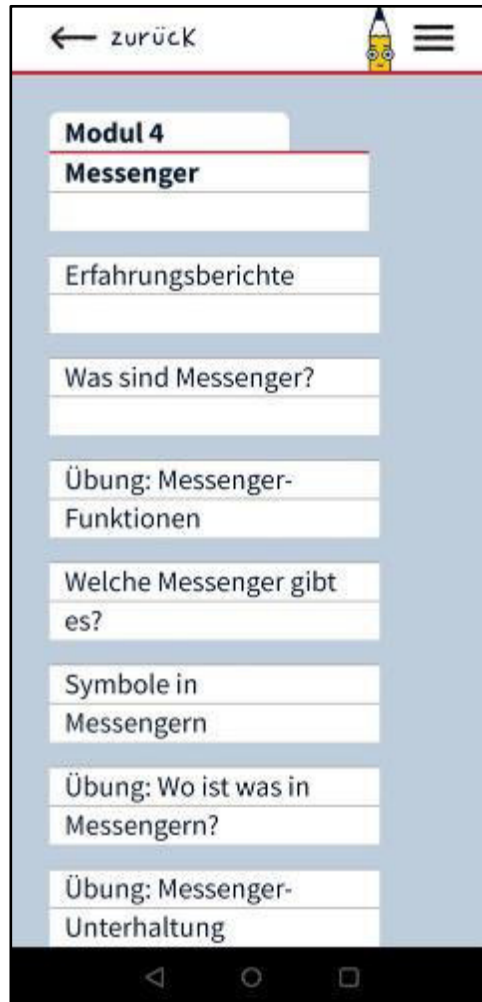 zurück
Modul 4
Messenger
Erfahrungsberichte
Was sind Messenger?
Übung: Messenger-
Funktionen
Welche Messenger gibt
es?
Symbole in
Messengern
Übung: Wo ist was in
Messengern?
Übung: Messenger-
Unterhaltung